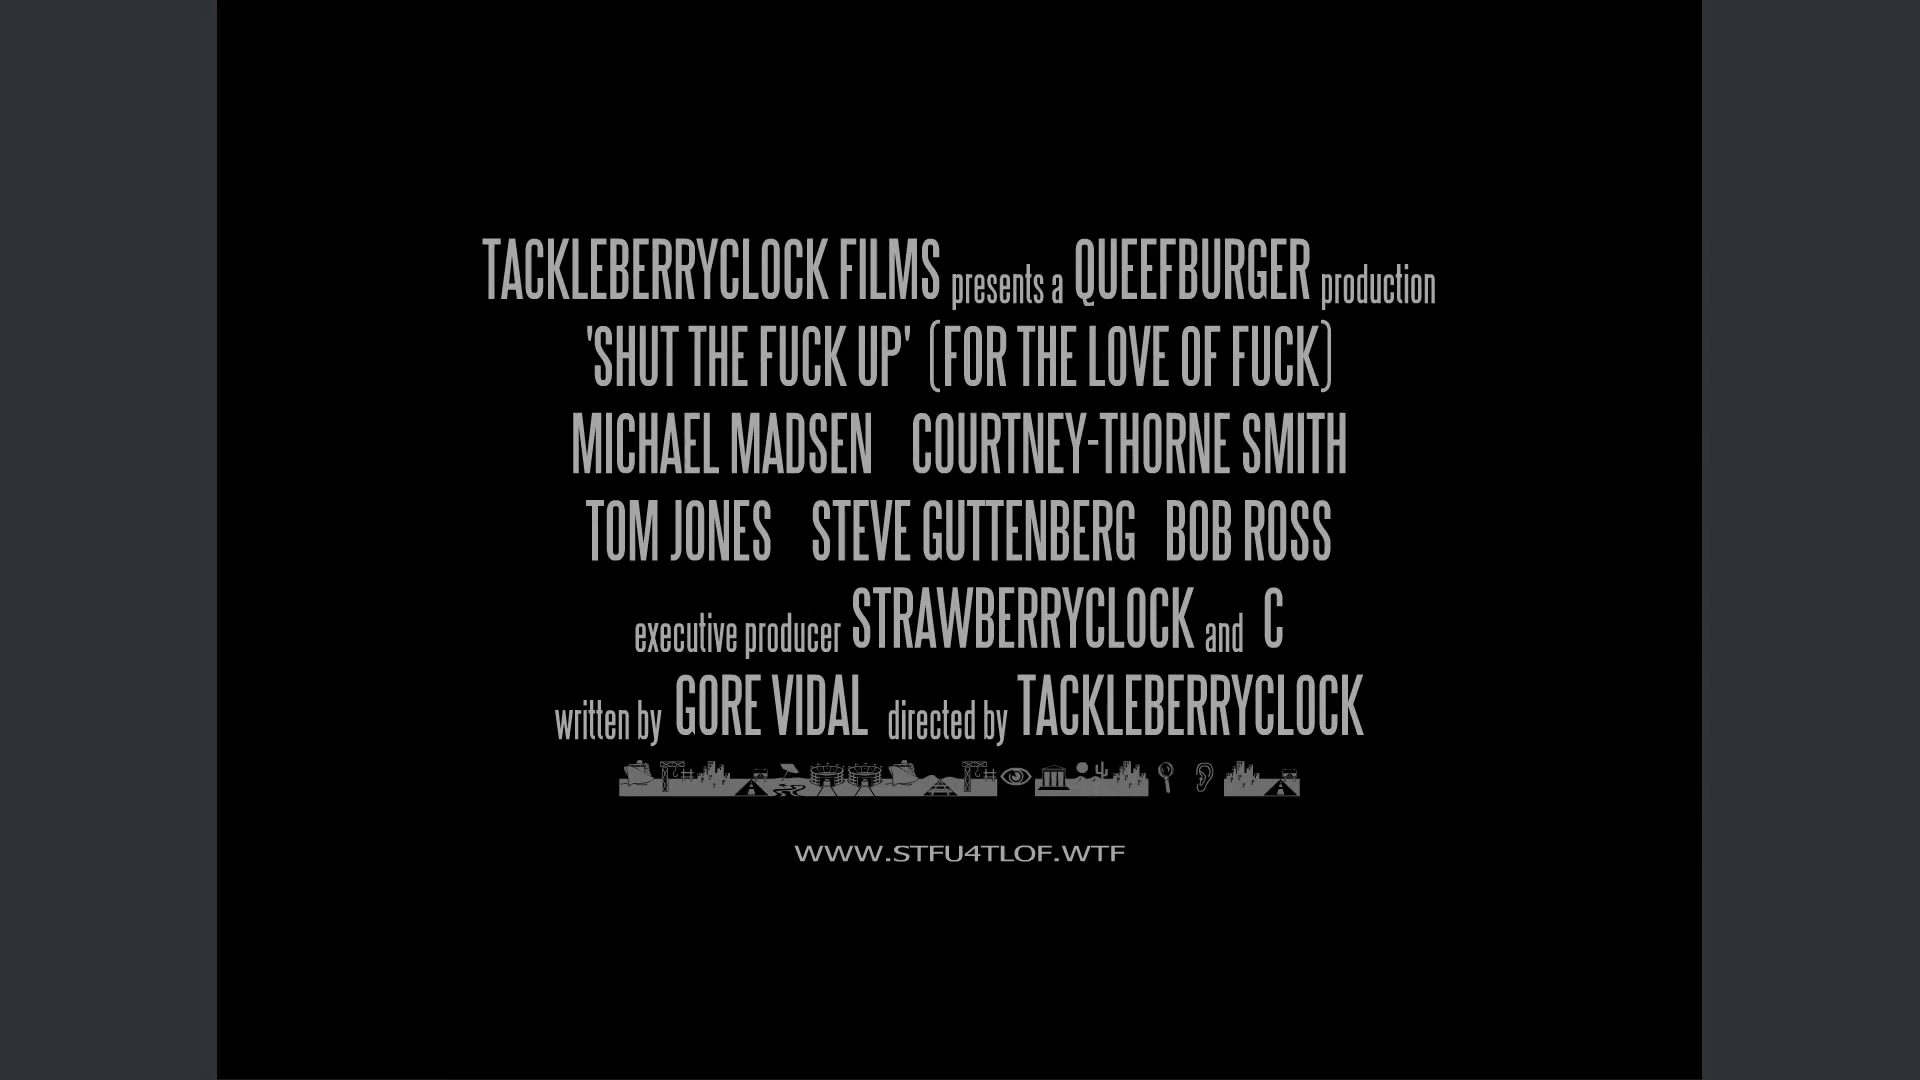 TACKLEBERRYCLOCK FILMS presents a QUEEFBURGER production
'SHUT THE FUCK UP' (FOR THE LOVE OF FUCK)
MICHAEL MADSEN COURTNEY-THORNE SMITH
TOM JONES STEVE GUTTENBERG BOB ROSS
executive producer STRAWBERRYCLOCK and C
written by GORE VIDAL directed by TACKLEBERRYCLOCK
WWW.STFU4TLOF.WTF